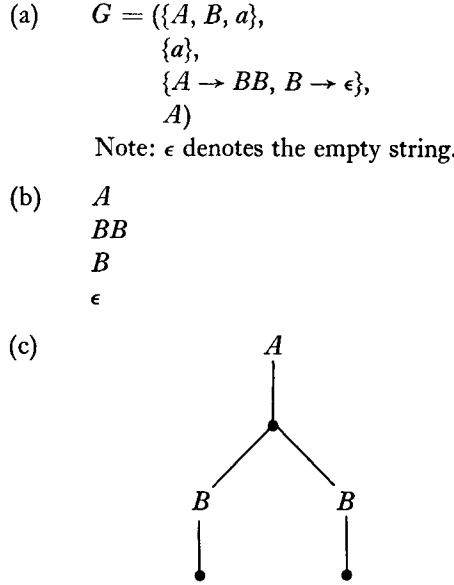 (a) G = ({A, B, a},
{a},
{A → BB, B → ϵ},
A)
Note: ϵ denotes the empty string.
(b) A
BB
B
ϵ
(c) A
B B